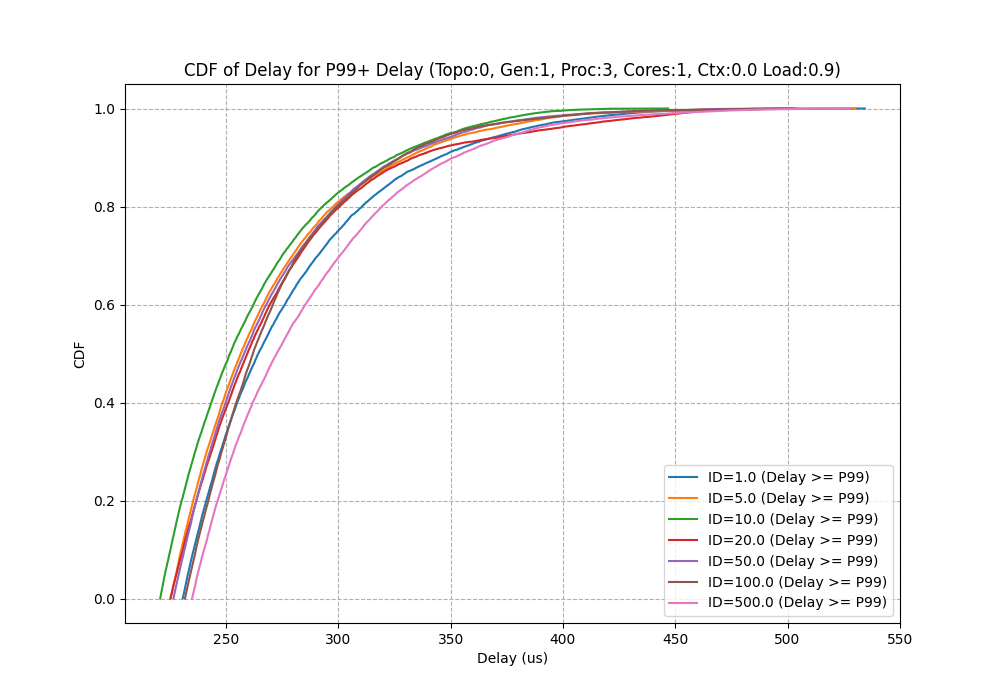 CDF of Delay for P99+ Delay (Topo:0, Gen:1, Proc:3, Cores:1, Ctx:0.0 Load:0.9)
1.0
0.8
0.6
0.4
0.2
0.0
CDF
250
300
350
400
450
500
550
Delay (us)
ID=1.0 (Delay >= P99)
ID=5.0 (Delay >= P99)
ID=10.0 (Delay >= P99)
ID=20.0 (Delay >= P99)
ID=50.0 (Delay >= P99)
ID=100.0 (Delay >= P99)
ID=500.0 (Delay >= P99)